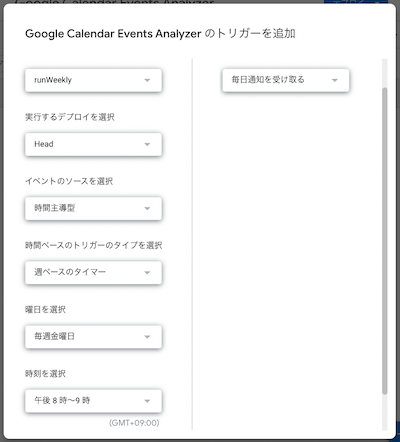 Google Calendar Events Analyzer のトリガーを追加
runWeekly
毎日通知を受け取る
実行するデプロイを選択
Head
イベントのソースを選択
時間主導型
時間ベースのトリガーのタイプを選択
週ベースのタイマー
曜日を選択
毎週金曜日
時刻を選択
午後 8 時～9 時
(GMT+09:00)